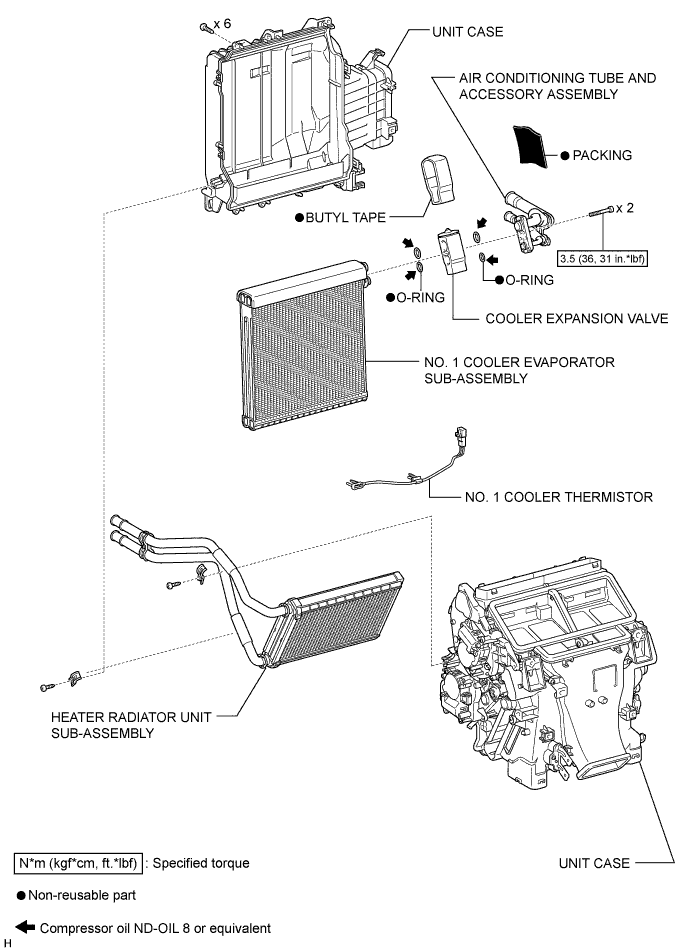 x 6
UNIT CASE
AIR CONDITIONING TUBE AND
ACCESSORY ASSEMBLY
●PACKING
●BUTYL TAPE
x 2
3.5 (36, 31 in.*lbf)
●O-RING
●O-RING
COOLER EXPANSION VALVE
NO. 1 COOLER EVAPORATOR
SUB-ASSEMBLY
NO. 1 COOLER THERMISTOR
HEATER RADIATOR UNIT
SUB-ASSEMBLY
UNIT CASE
N*m (kgf*cm, ft.*lbf) : Specified torque
●Non-reusable part
Compressor oil ND-OIL 8 or equivalent
H